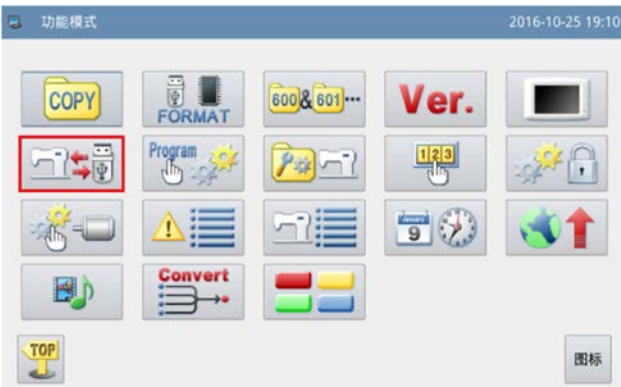 功能模式 2016-10-25 19:10
COPY
FORMAT
600&601···
Ver.
Program
123
January
9
Convert
TOP
图标